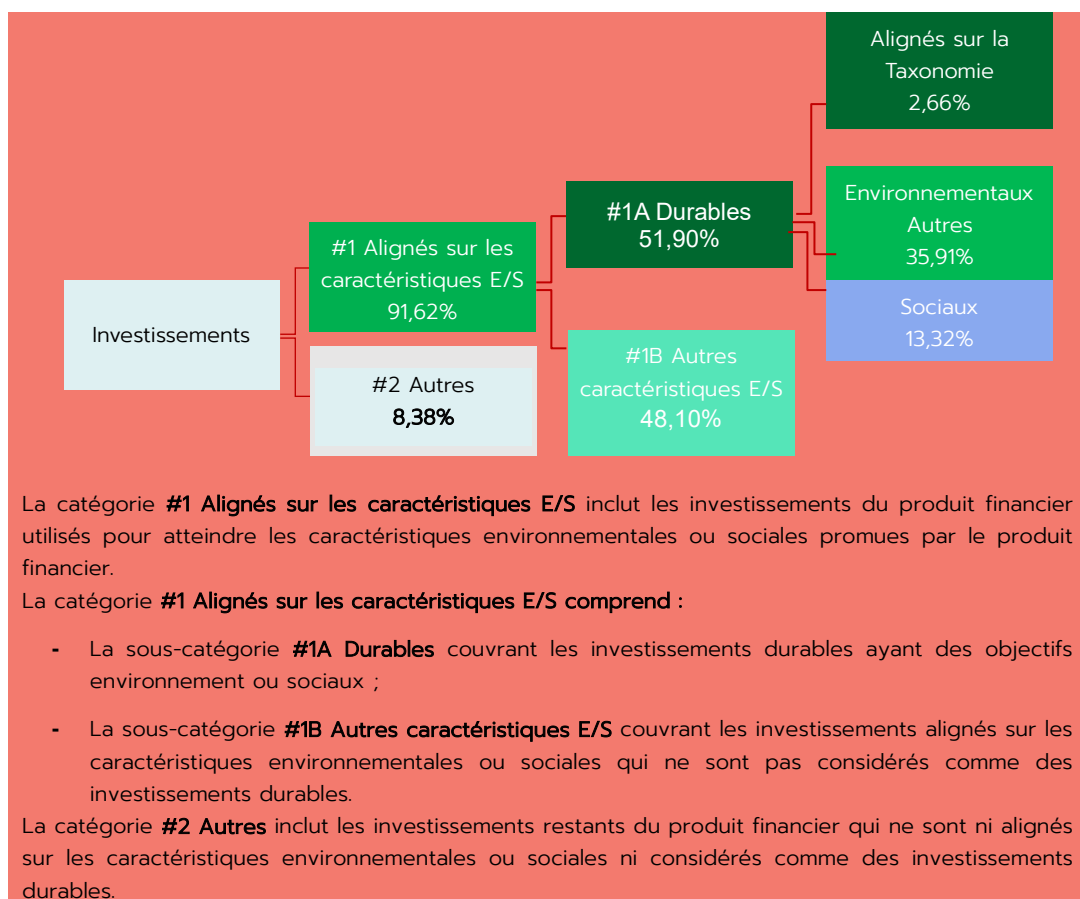 Alignés sur la
Taxonomie
2,66%
Environnementaux
Autres
35,91%
Sociaux
13,32%
#1A Durables
51,90%
#1 Alignés sur les
caractéristiques E/S
91,62%
Investissements
#1B Autres
caractéristiques E/S
48,10%
#2 Autres
8,38%
La catégorie #1 Alignés sur les caractéristiques E/S inclut les investissements du produit financier
utilisés pour atteindre les caractéristiques environnementales ou sociales promues par le produit
financier.
La catégorie #1 Alignés sur les caractéristiques E/S comprend :
- La sous-catégorie #1A Durables couvrant les investissements durables ayant des objectifs
environnement ou sociaux ;
- La sous-catégorie #1B Autres caractéristiques E/S couvrant les investissements alignés sur les
caractéristiques environnementales ou sociales qui ne sont pas considérés comme des
investissements durables.
La catégorie #2 Autres inclut les investissements restants du produit financier qui ne sont ni alignés
sur les caractéristiques environnementales ou sociales ni considérés comme des investissements
durables.